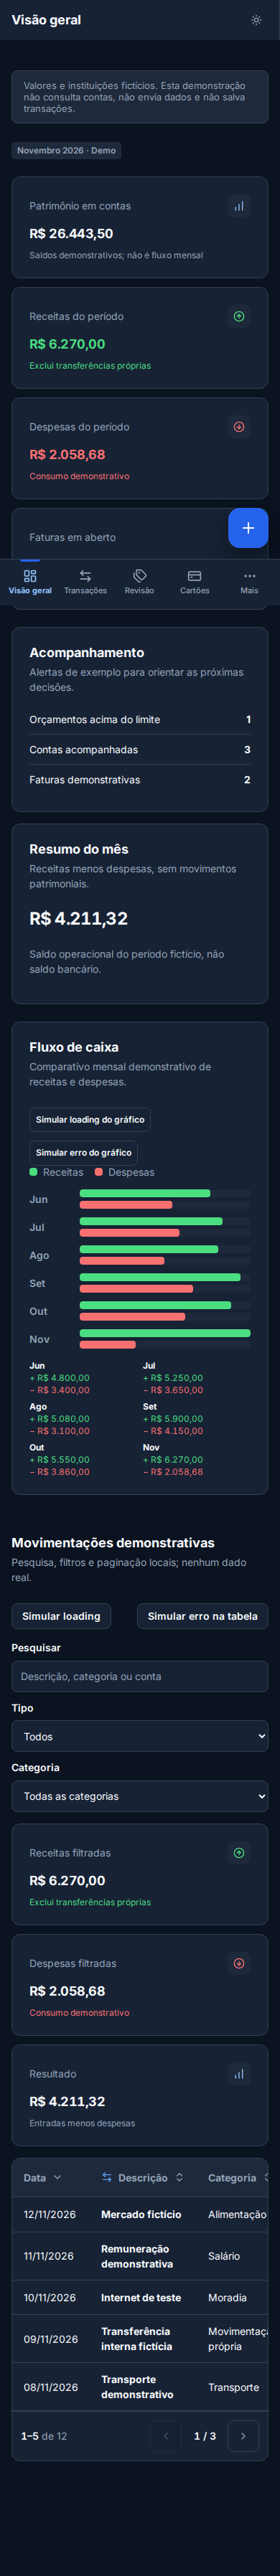 Visão geral
Valores e instituições fictícios. Esta demonstração
não consulta contas, não envia dados e não salva
transações.
Novembro 2026 · Demo
Patrimônio em contas
R$ 26.443,50
Saldos demonstrativos; não é fluxo mensal
Receitas do período
R$ 6.270,00
Exclui transferências próprias
Despesas do período
R$ 2.058,68
Consumo demonstrativo
Faturas em aberto
Visão geral Transações Revisão Cartões Mais
Acompanhamento
Alertas de exemplo para orientar as próximas
decisões.
Orçamentos acima do limite 1
Contas acompanhadas 3
Faturas demonstrativas 2
Resumo do mês
Receitas menos despesas, sem movimentos
patrimoniais.
R$ 4.211,32
Saldo operacional do período fictício, não
saldo bancário.
Fluxo de caixa
Comparativo mensal demonstrativo de
receitas e despesas.
Simular loading do gráfico
Simular erro do gráfico
Receitas Despesas
Jun
Jul
Ago
Set
Out
Nov
Jun Jul
+ R$ 4.800,00 + R$ 5.250,00
− R$ 3.400,00 − R$ 3.650,00
Ago Set
+ R$ 5.080,00 + R$ 5.900,00
− R$ 3.100,00 − R$ 4.150,00
Out Nov
+ R$ 5.550,00 + R$ 6.270,00
− R$ 3.860,00 − R$ 2.058,68
Movimentações demonstrativas
Pesquisa, filtros e paginação locais; nenhum dado
real.
Simular loading Simular erro na tabela
Pesquisar
Descrição, categoria ou conta
Tipo
Todos
Categoria
Todas as categorias
Receitas filtradas
R$ 6.270,00
Exclui transferências próprias
Despesas filtradas
R$ 2.058,68
Consumo demonstrativo
Resultado
R$ 4.211,32
Entradas menos despesas
Data Descrição Categoria
12/11/2026 Mercado fictício Alimentação
11/11/2026 Remuneração demonstrativa Salário
10/11/2026 Internet de teste Moradia
09/11/2026 Transferência interna fictícia Movimentaç própria
08/11/2026 Transporte demonstrativo Transporte
1–5 de 12 1 / 3